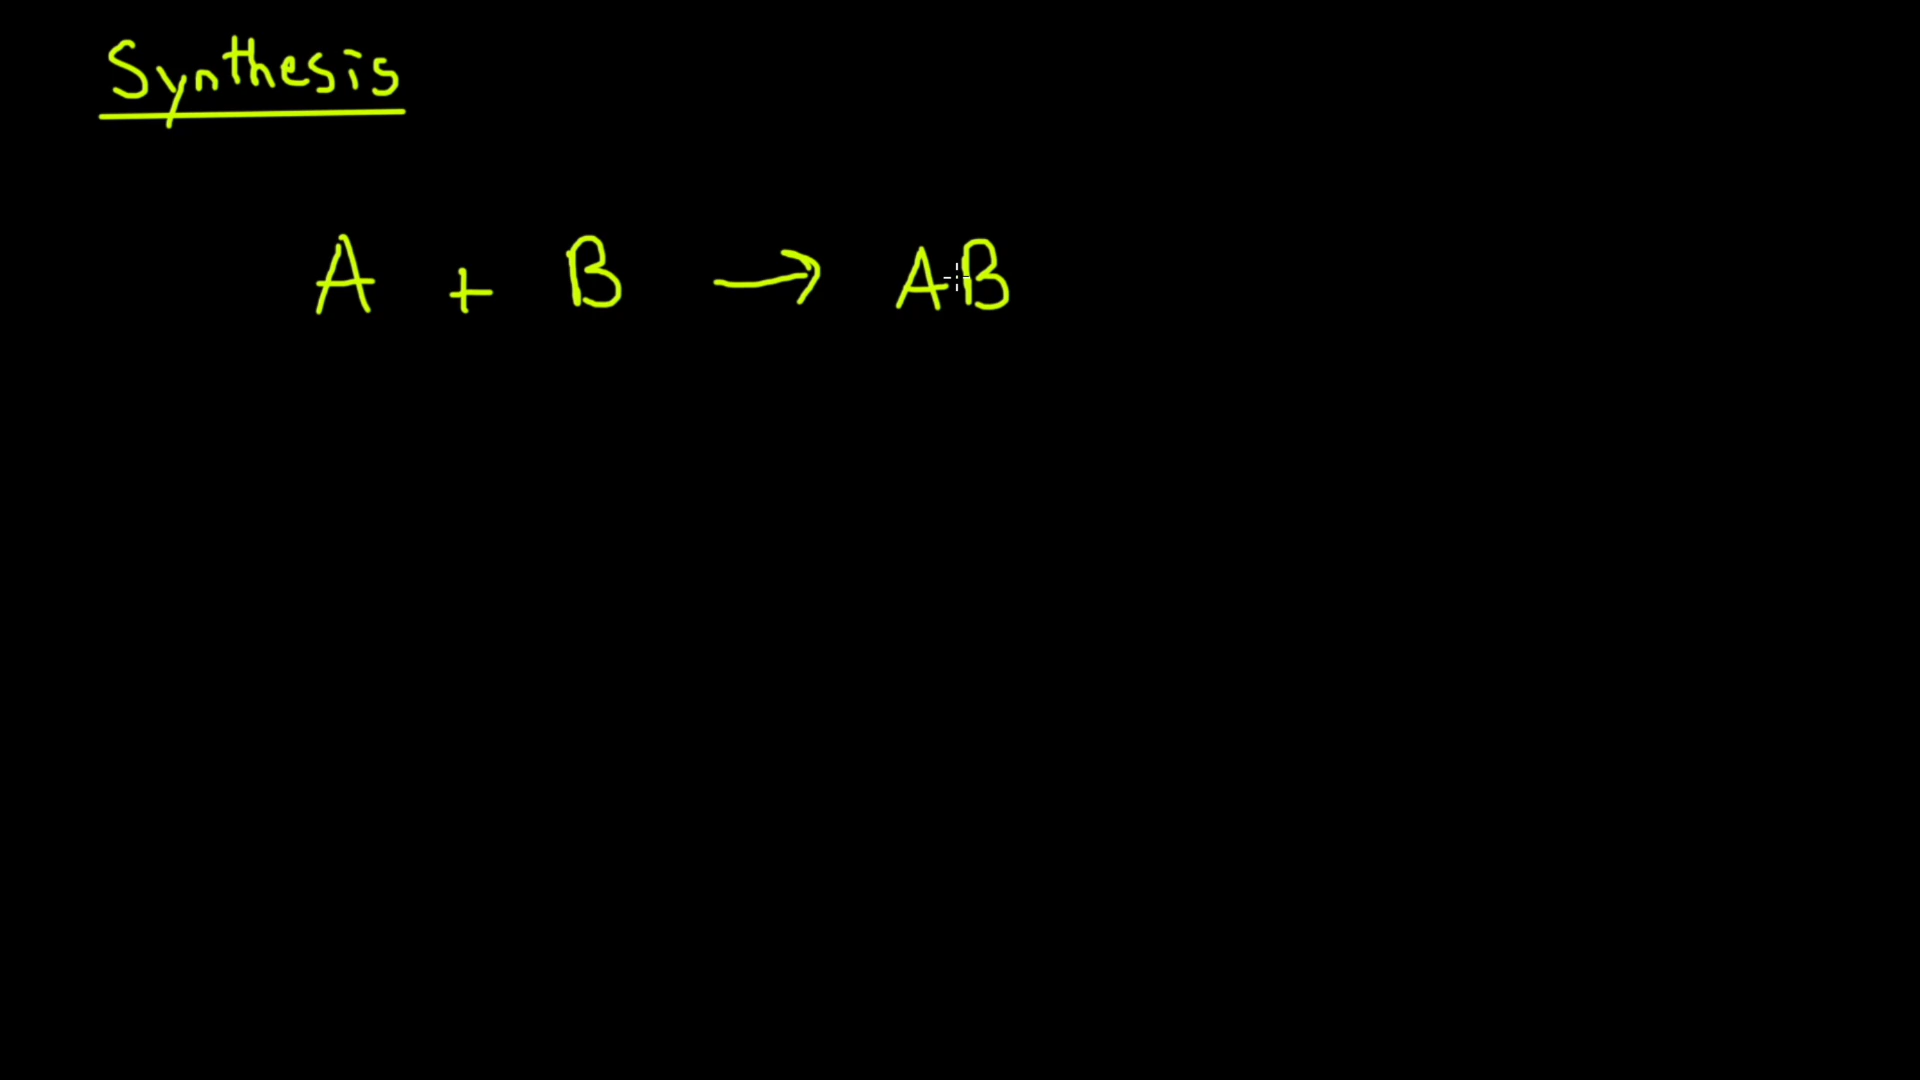 Synthesis
A + B → AB